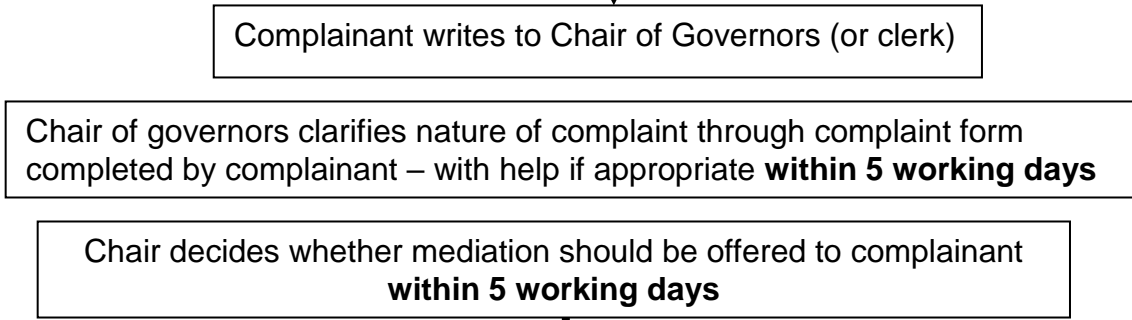 Complainant writes to Chair of Governors (or clerk)
Chair of governors clarifies nature of complaint through complaint form
completed by complainant – with help if appropriate within 5 working days
Chair decides whether mediation should be offered to complainant
within 5 working days